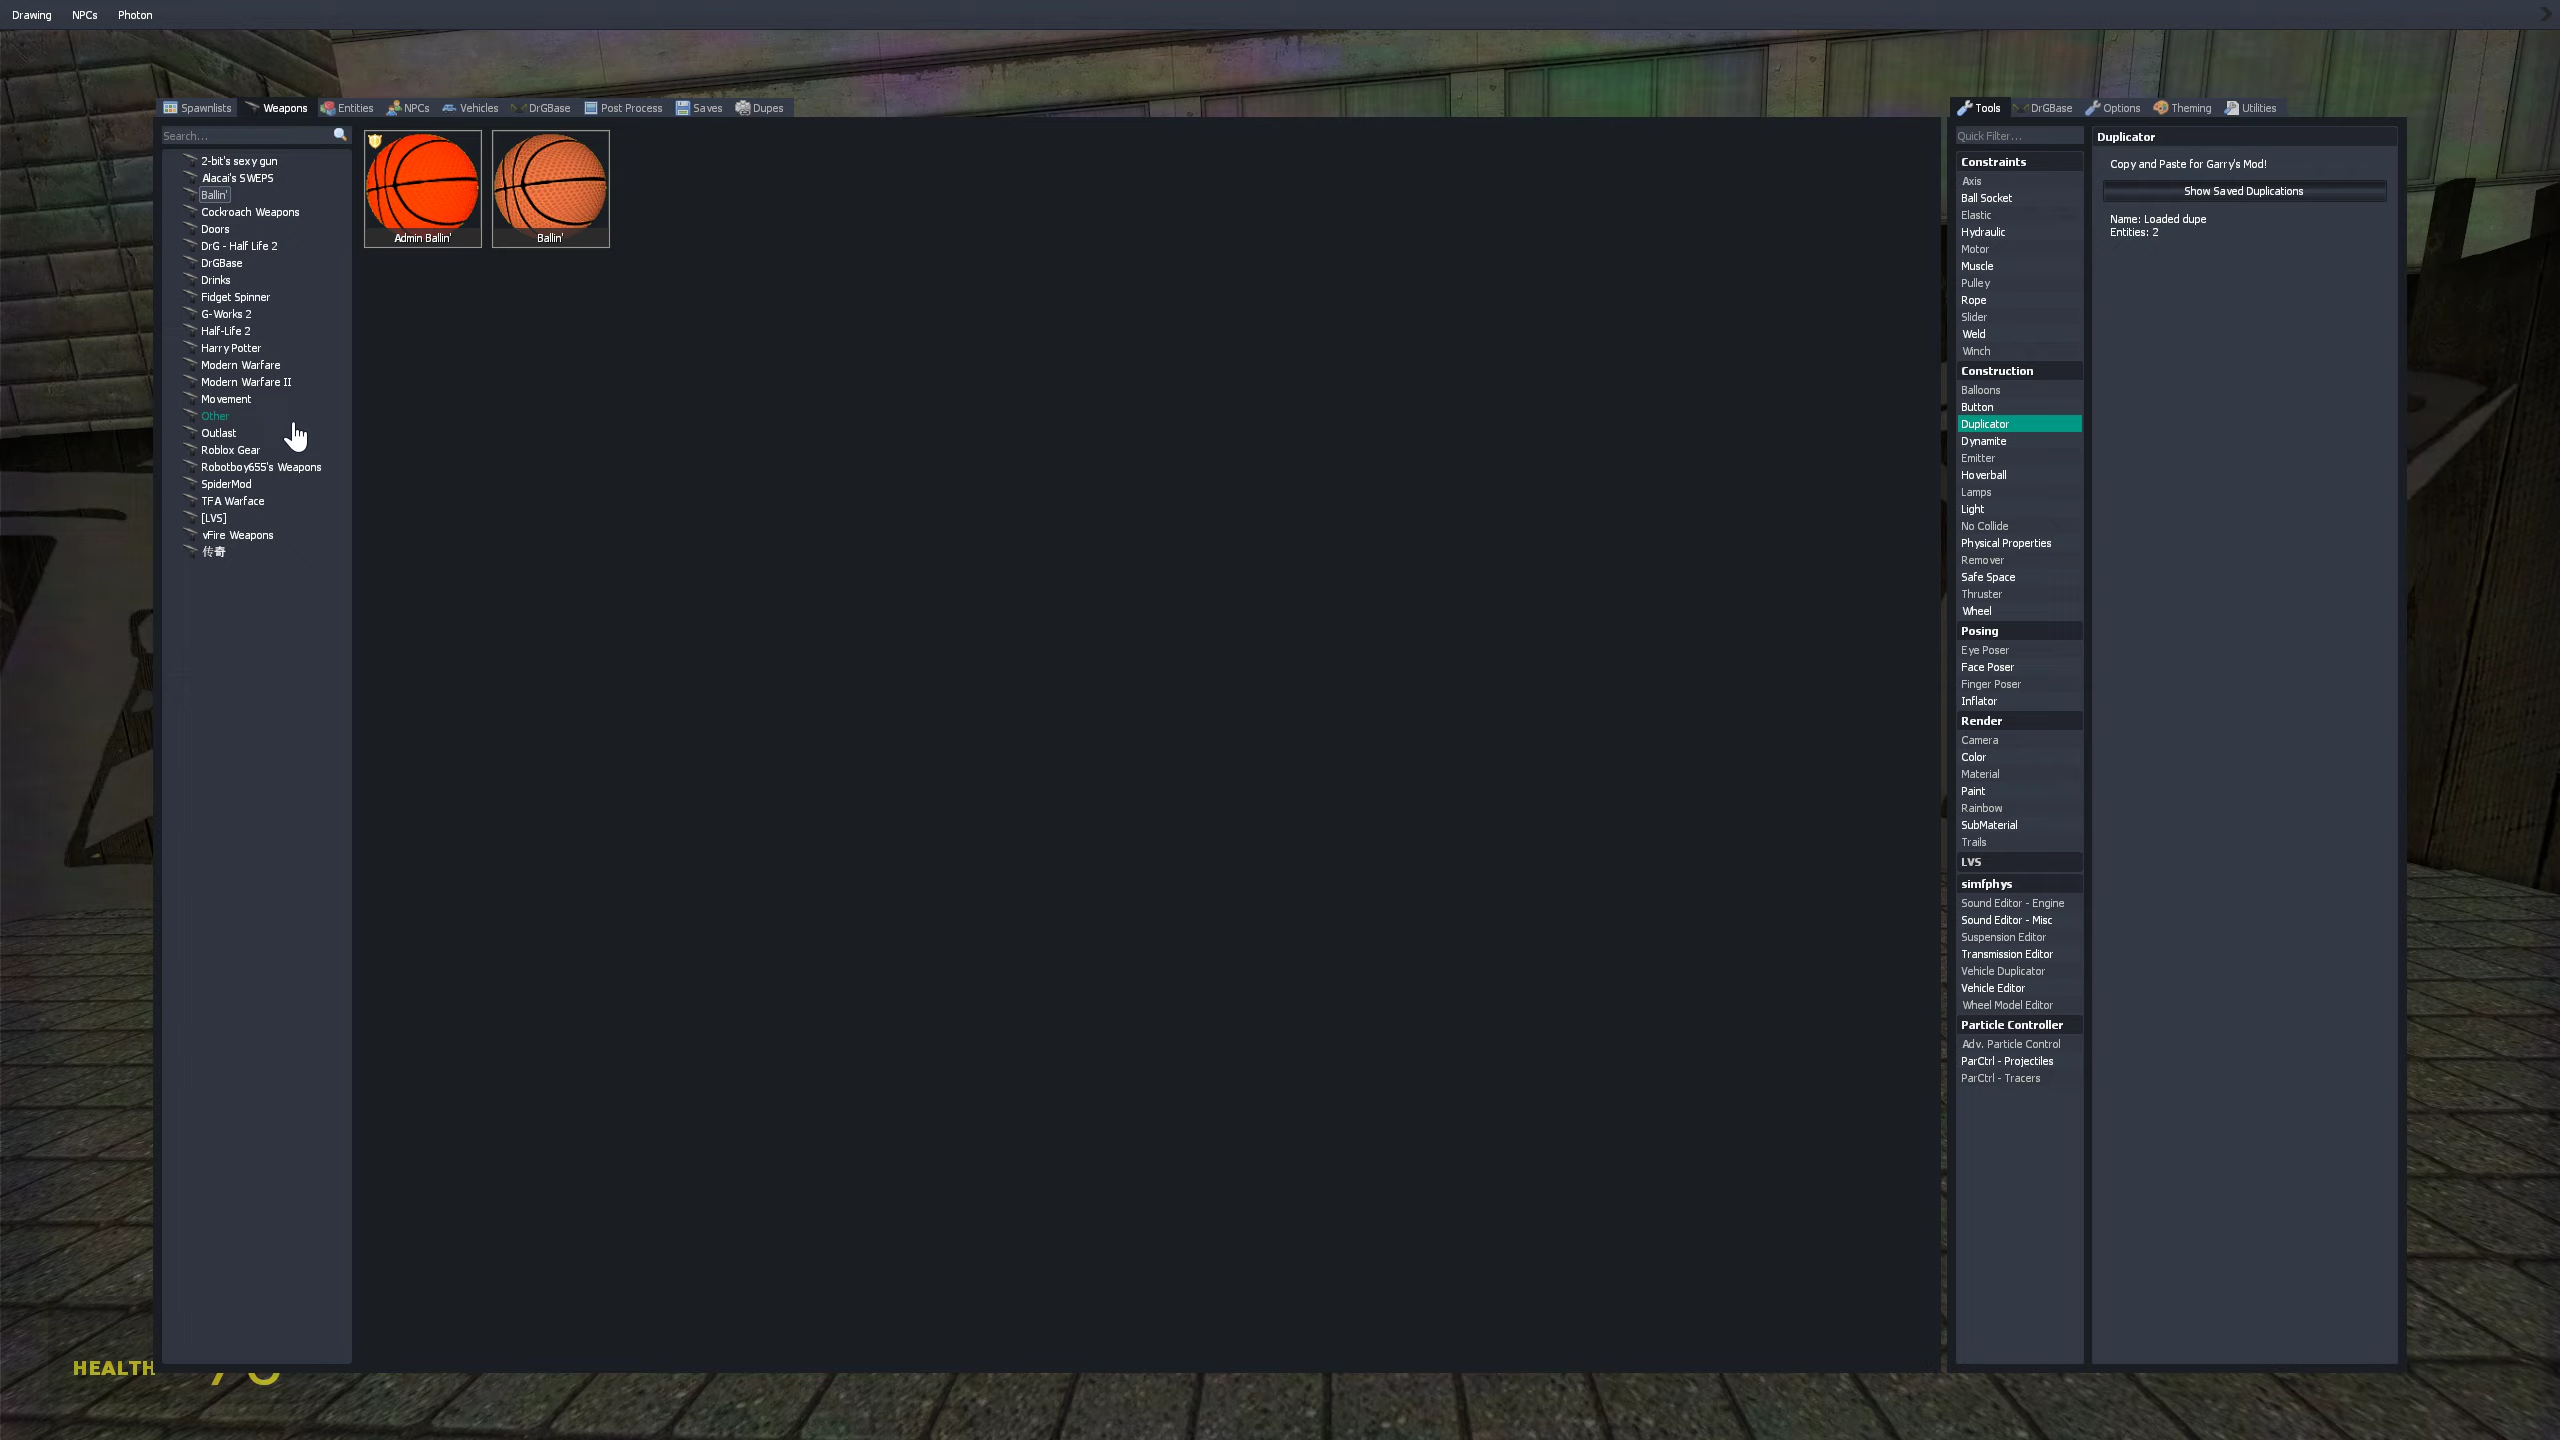 Drawing NPCs Photon
Spawnlists Weapons Entities NPCs Vehicles DrGBase Post Process Saves Dupes
Search...
2-bit's sexy gun
Alacai's SWEPS
Ballin'
Cockroach Weapons
Doors
DrG - Half Life 2
DrGBase
Drinks
Fidget Spinner
G-Works 2
Half-Life 2
Harry Potter
Modern Warfare
Modern Warfare II
Movement
Other
Outlast
Roblox Gear
Robotboy655's Weapons
SpiderMod
TFA Warface
[LVS]
vFire Weapons
传奇
Admin Ballin'
Ballin'
Tools DrGBase Options Theming Utilities
Quick Filter...
Constraints
Axis
Ball Socket
Elastic
Hydraulic
Motor
Muscle
Pulley
Rope
Slider
Weld
Winch
Construction
Balloons
Button
Duplicator
Dynamite
Emitter
Hoverball
Lamps
Light
No Collide
Physical Properties
Remover
Safe Space
Thruster
Wheel
Posing
Eye Poser
Face Poser
Finger Poser
Inflator
Render
Camera
Color
Material
Paint
Rainbow
SubMaterial
Trails
LVS
simfphys
Sound Editor - Engine
Sound Editor - Misc
Suspension Editor
Transmission Editor
Vehicle Duplicator
Vehicle Editor
Wheel Model Editor
Particle Controller
Adv. Particle Control
ParCtrl - Projectiles
ParCtrl - Tracers
Duplicator
Copy and Paste for Garry's Mod!
Show Saved Duplications
Name: Loaded dupe
Entities: 2
HEALTH